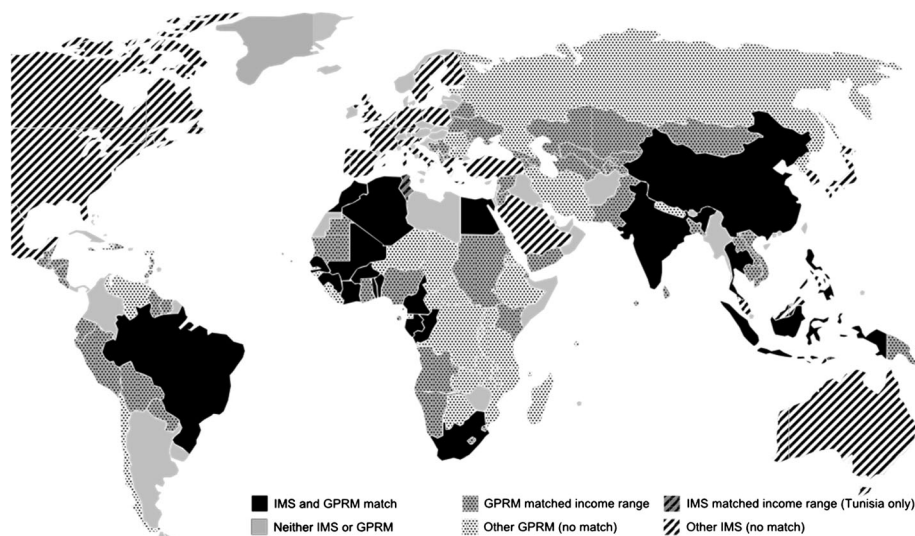 IMS and GPRM match
GPRM matched income range
IMS matched income range (Tunisia only)
Neither IMS or GPRM
Other GPRM (no match)
Other IMS (no match)